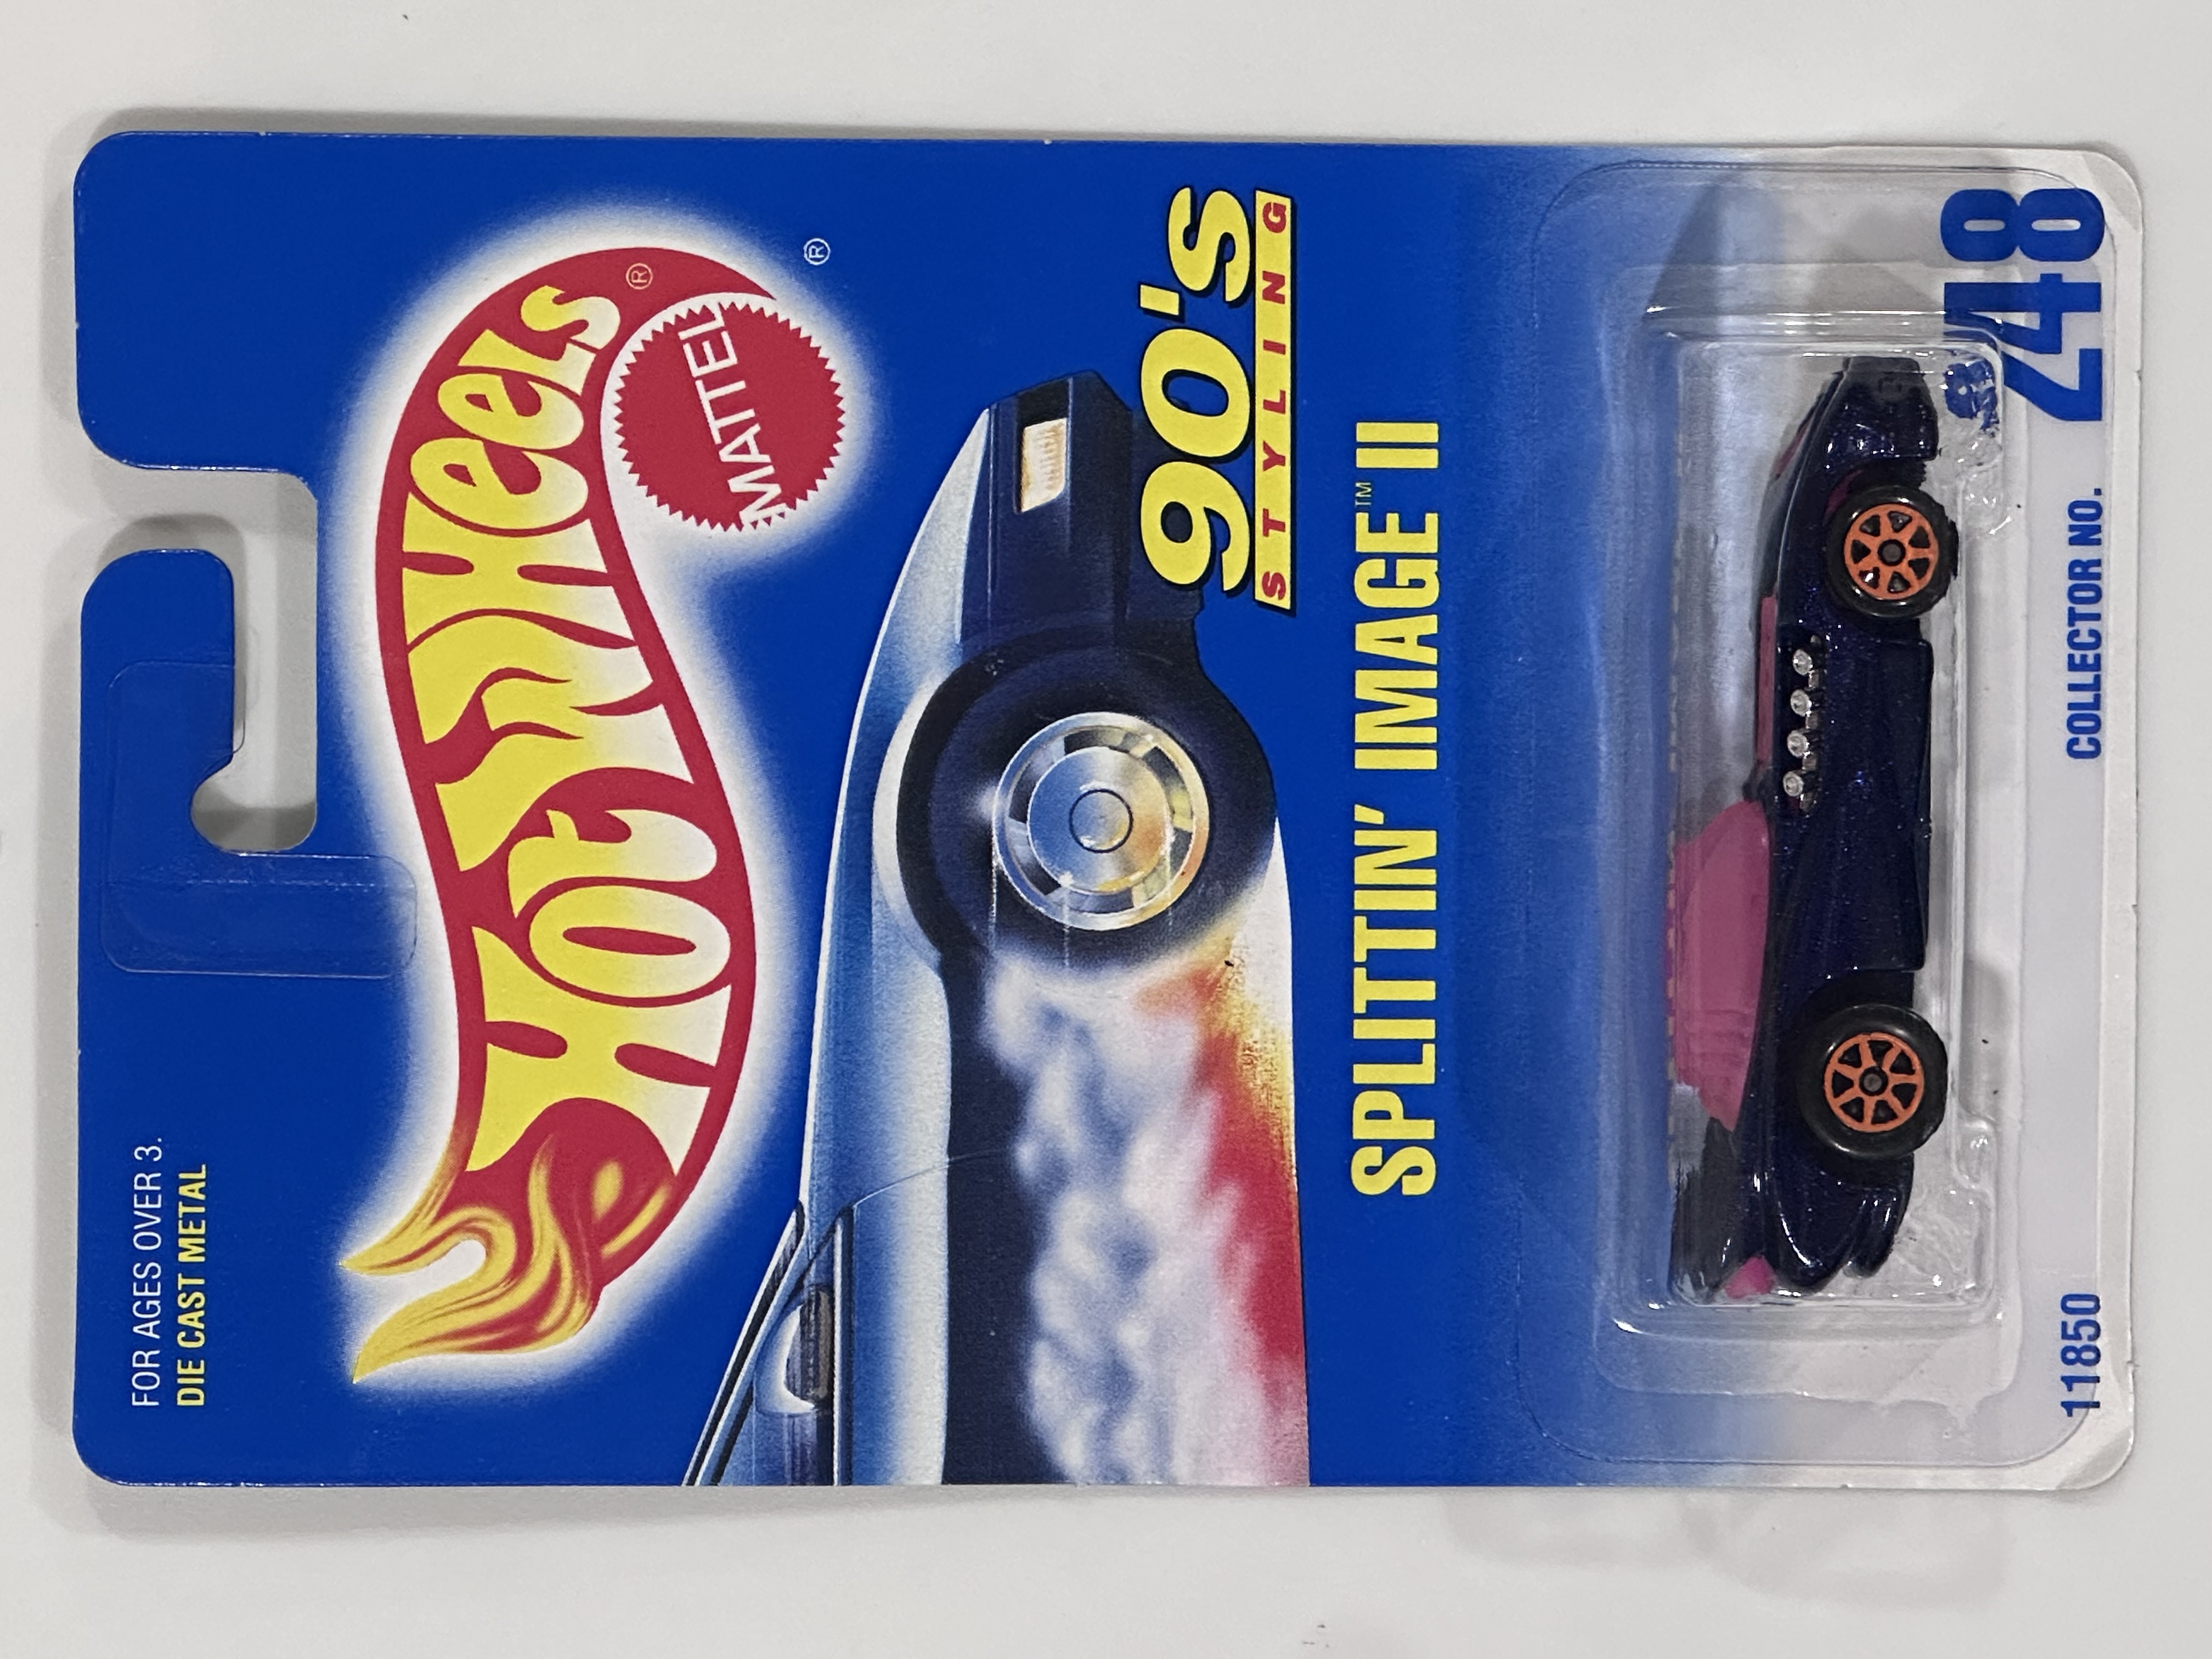 FOR AGES OVER 3.
DIE CAST METAL
HOT WHEELS®
MATTEL®
90'S
STYLING
SPLITTIN' IMAGE™ II
11850
COLLECTOR NO. 248